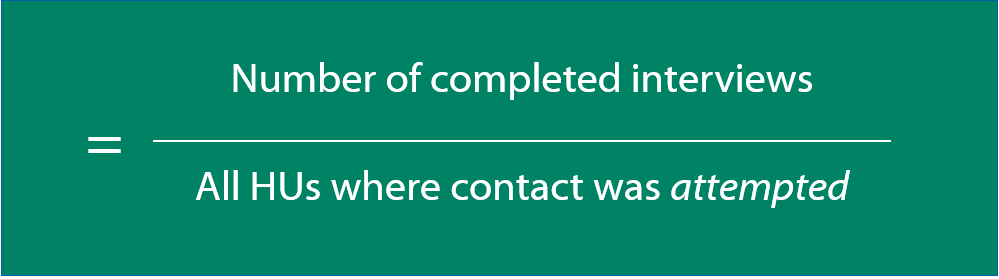 Number of completed interviews
=
All HUs where contact was attempted